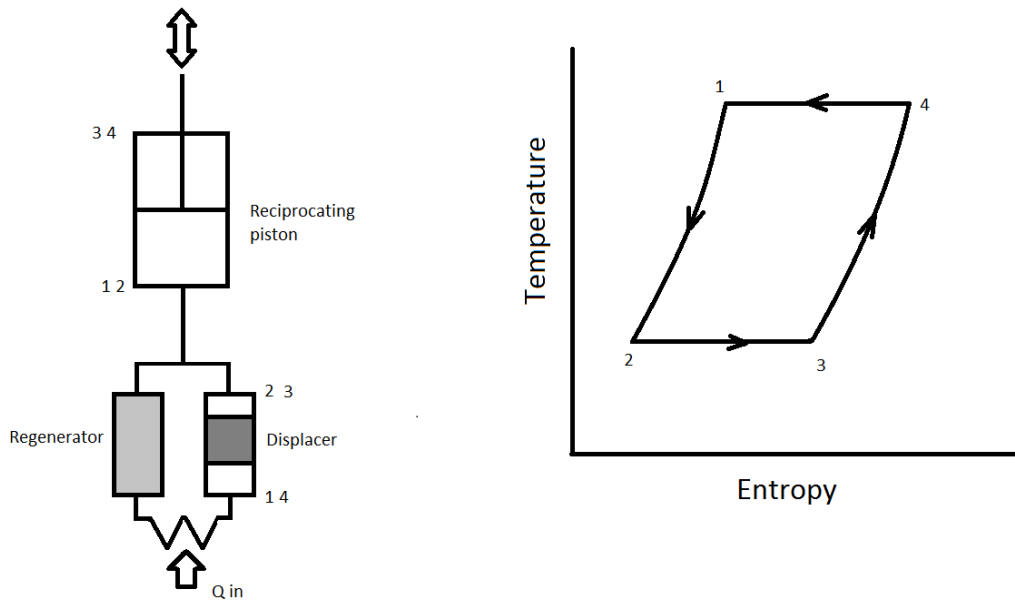 3 4
Reciprocating
piston
1 2
2 3
Regenerator
Displacer
1 4
Q in
1
4
Temperature
2
3
Entropy